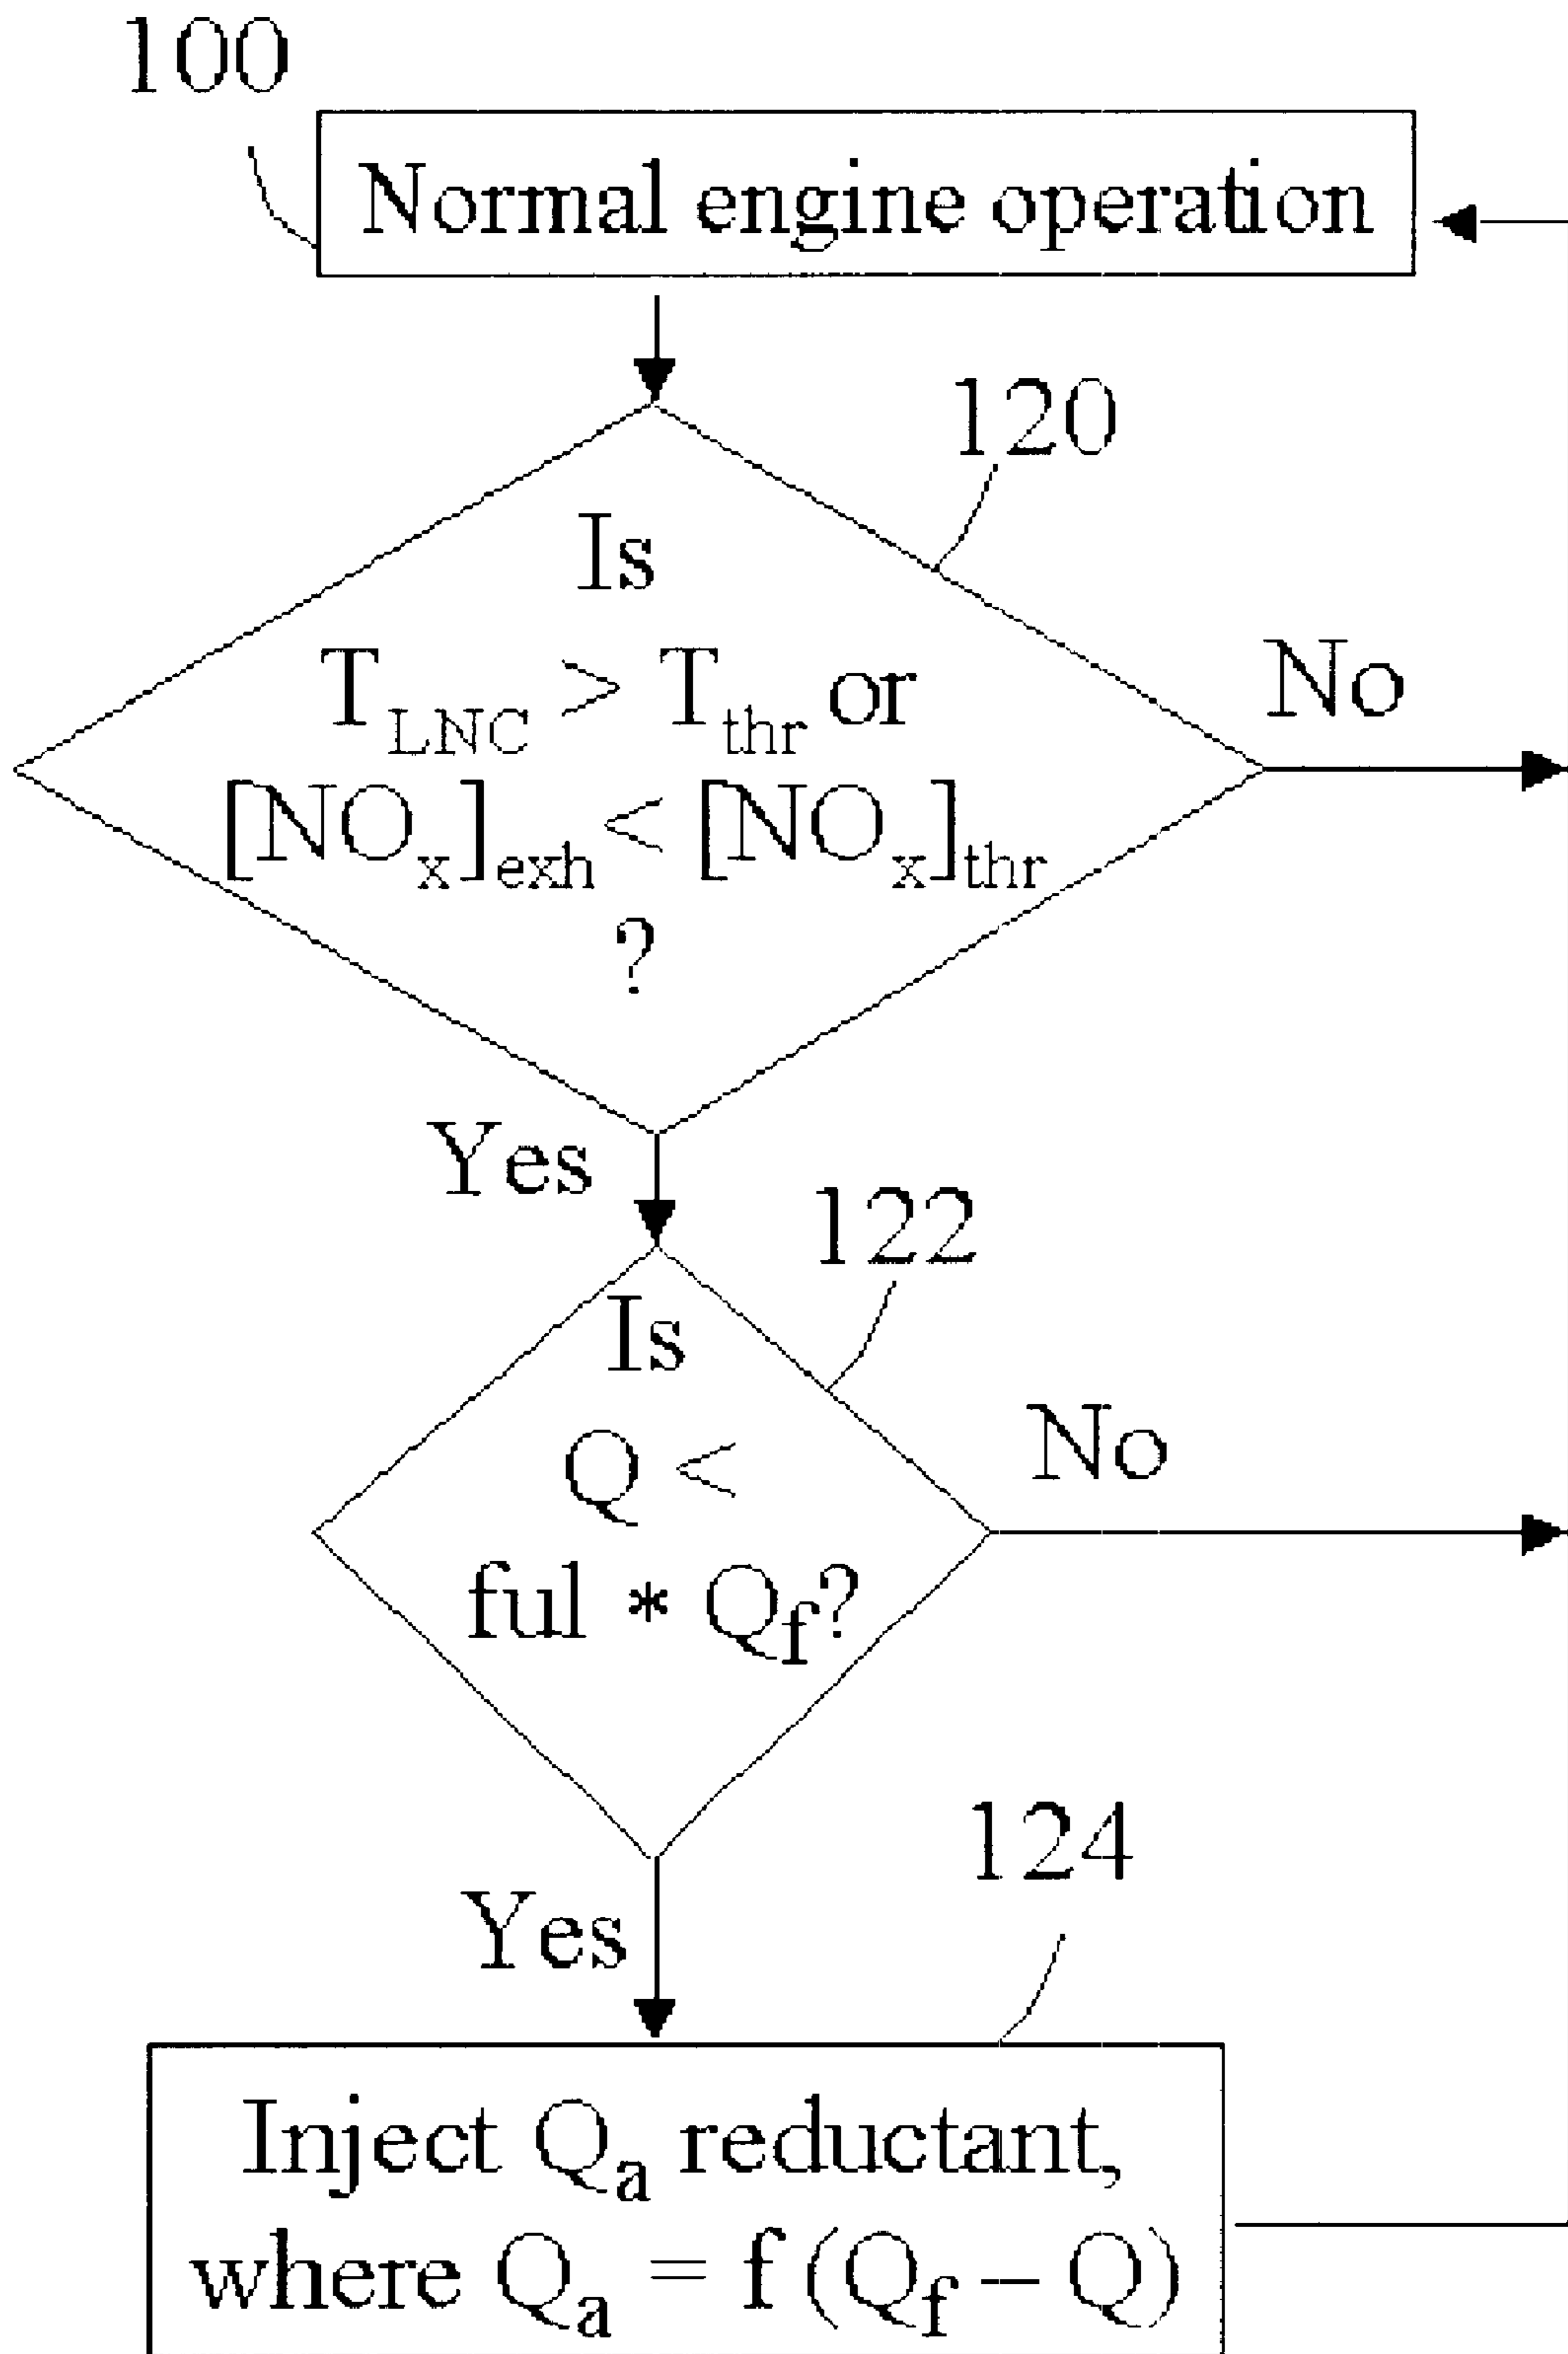 100
Normal engine operation
120
Is
T_LNC > T_thr or
[NO_x]_exh < [NO_x]_thr
?
No
Yes
122
Is
Q <
ful * Q_f?
No
Yes
124
Inject Q_a reductant,
where Q_a = f (Q_f – Q)